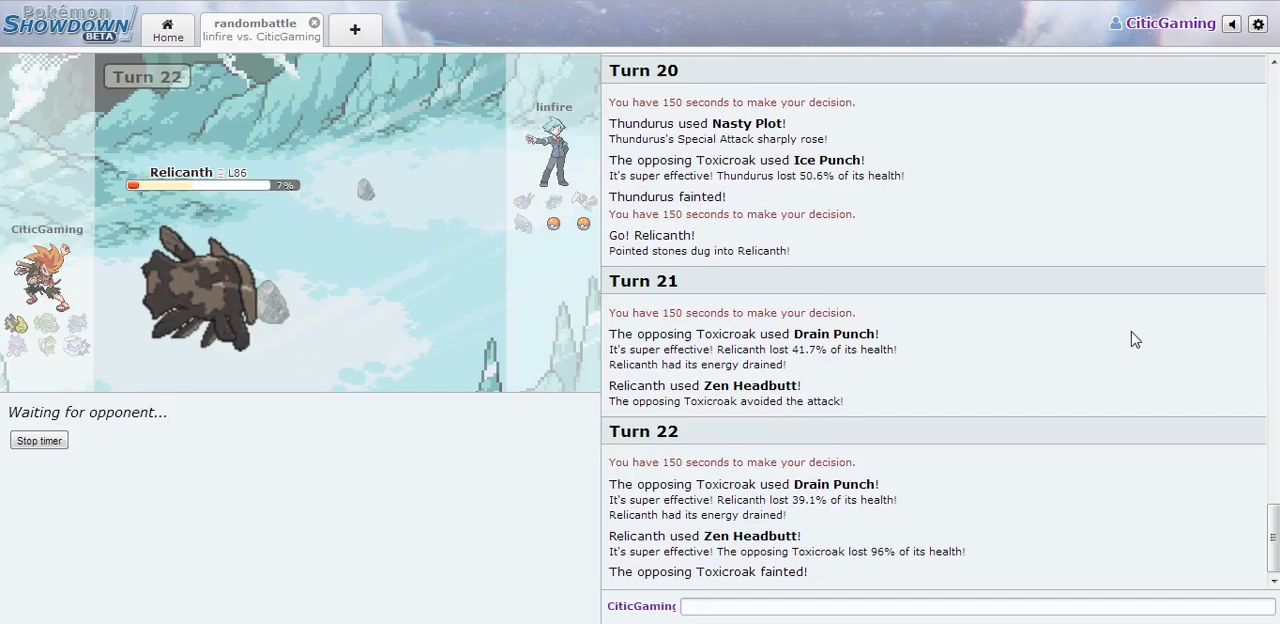 Pokémon
SHOWDOWN
BETA
Home
randombattle
linfire vs. CiticGaming
+
CiticGaming
Turn 22
linfire
Relicanth L86
7%
CiticGaming
Waiting for opponent...
Stop timer
Turn 20
You have 150 seconds to make your decision.
Thundurus used Nasty Plot!
Thundurus's Special Attack sharply rose!
The opposing Toxicroak used Ice Punch!
It's super effective! Thundurus lost 50.6% of its health!
Thundurus fainted!
You have 150 seconds to make your decision.
Go! Relicanth!
Pointed stones dug into Relicanth!
Turn 21
You have 150 seconds to make your decision.
The opposing Toxicroak used Drain Punch!
It's super effective! Relicanth lost 41.7% of its health!
Relicanth had its energy drained!
Relicanth used Zen Headbutt!
The opposing Toxicroak avoided the attack!
Turn 22
You have 150 seconds to make your decision.
The opposing Toxicroak used Drain Punch!
It's super effective! Relicanth lost 39.1% of its health!
Relicanth had its energy drained!
Relicanth used Zen Headbutt!
It's super effective! The opposing Toxicroak lost 96% of its health!
The opposing Toxicroak fainted!
CiticGaming